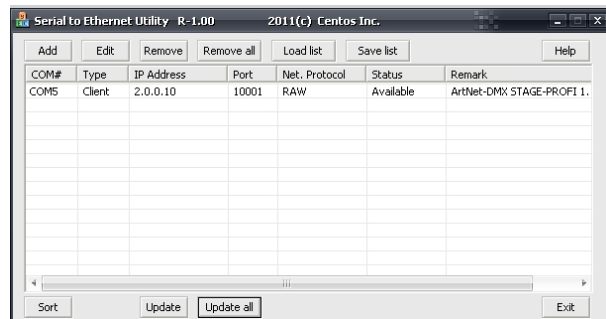 Serial to Ethernet Utility R-1.00 2011(c) Centos Inc.
Add Edit Remove Remove all Load list Save list Help
COM# Type IP Address Port Net. Protocol Status Remark
COM5 Client 2.0.0.10 10001 RAW Available ArtNet-DMX STAGE-PROFI 1.
Sort Update Update all Exit